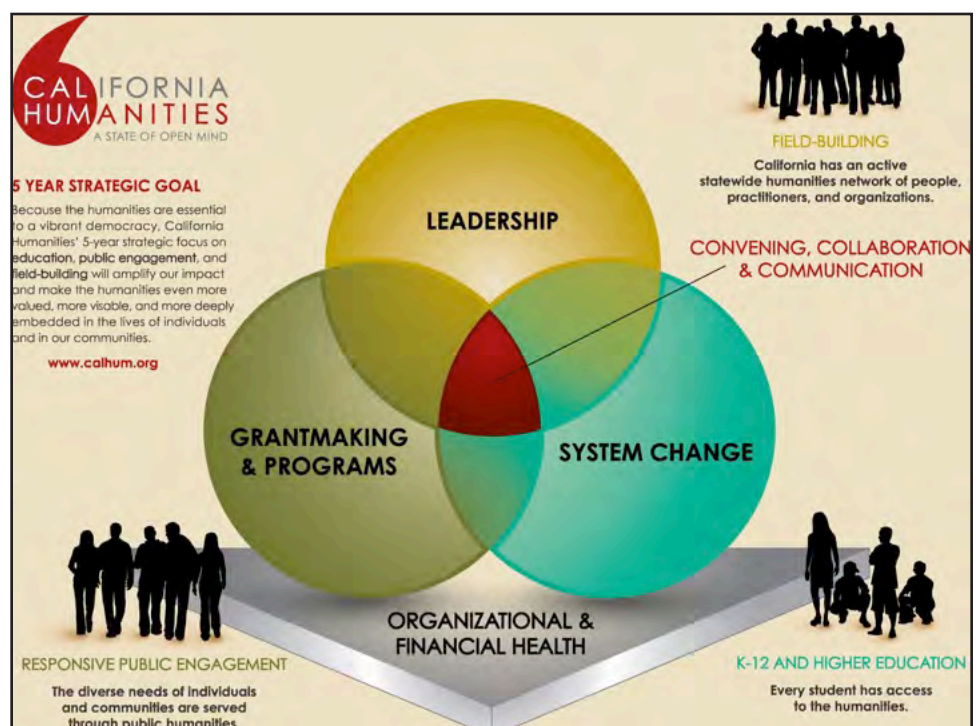 CALIFORNIA
HUMANITIES
A STATE OF OPEN MIND
5 YEAR STRATEGIC GOAL
Because the humanities are essential
to a vibrant democracy, California
Humanities' 5-year strategic focus on
education, public engagement, and
field-building will amplify our impact
and make the humanities even more
valued, more visable, and more deeply
embedded in the lives of individuals
and in our communities.
www.calhum.org
FIELD-BUILDING
California has an active
statewide humanities network of people,
practitioners, and organizations.
LEADERSHIP
CONVENING, COLLABORATION
& COMMUNICATION
GRANTMAKING
& PROGRAMS
SYSTEM CHANGE
ORGANIZATIONAL &
FINANCIAL HEALTH
RESPONSIVE PUBLIC ENGAGEMENT
The diverse needs of individuals
and communities are served
through public humanities
K-12 AND HIGHER EDUCATION
Every student has access
to the humanities.